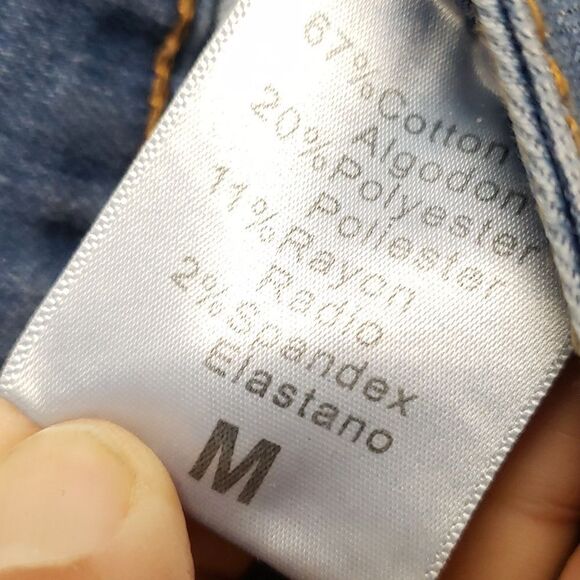 67%Cotton
Algodon
20%Polyester
Poliester
11%Rayon
Radio
2%Spandex
Elastano
M